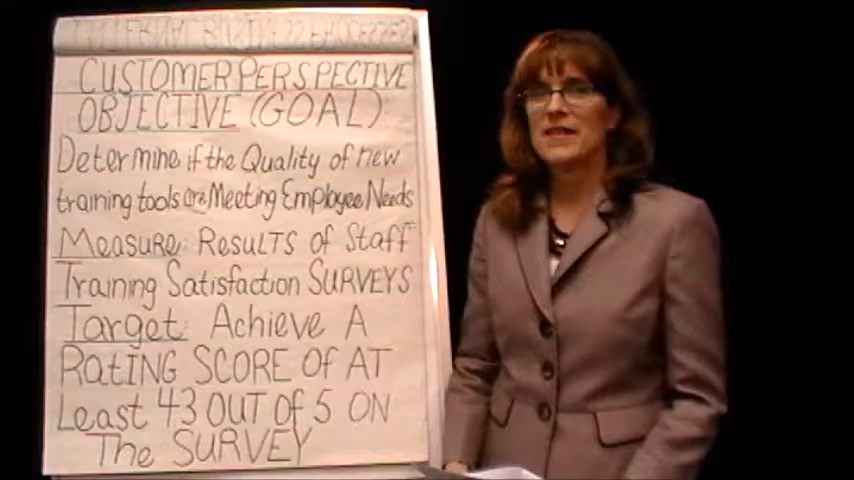 CUSTOMER PERSPECTIVE
OBJECTIVE (GOAL)
Determine if the Quality of new
training tools are Meeting Employee Needs
Measure: Results of Staff
Training Satisfaction SURVEYS
Target: Achieve A
RATING SCORE OF AT
Least 43 OUT OF 5 ON
The SURVEY